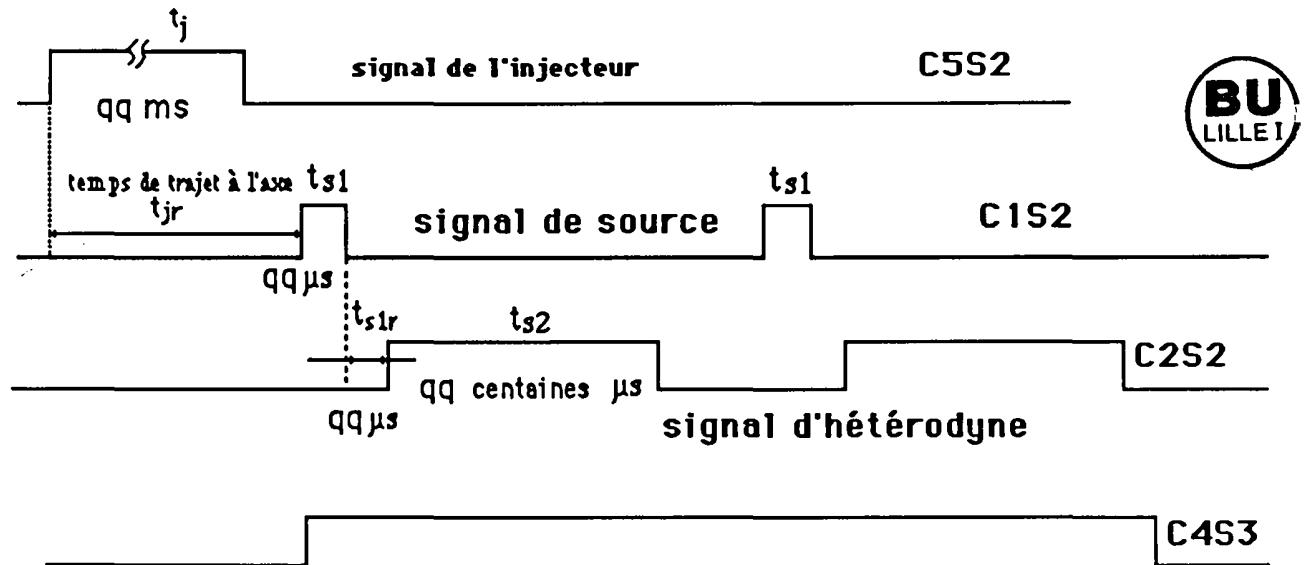 tj
signal de l'injecteur
C5S2
qq ms
BU
LILLE I
temps de trajet à l'axe
tjr
ts1
qq µs
signal de source
ts1
C1S2
ts1r
qq µs
ts2
qq centaines µs
C2S2
signal d'hétérodyne
C4S3